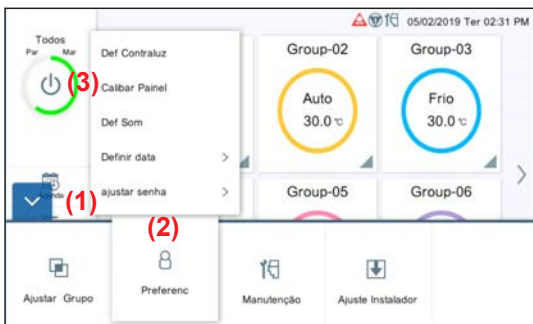 05/02/2019 Ter 02:31 PM
Todos
Par Mar
(3)
Def Contraluz
Calibar Painel
Def Som
Definir data >
ajustar senha >
Group-02
Auto
30.0 °C
Group-03
Frio
30.0 °C
Group-05
Group-06
(1)
(2)
Ajustar Grupo
Preferenc
Manutenção
Ajuste Instalador